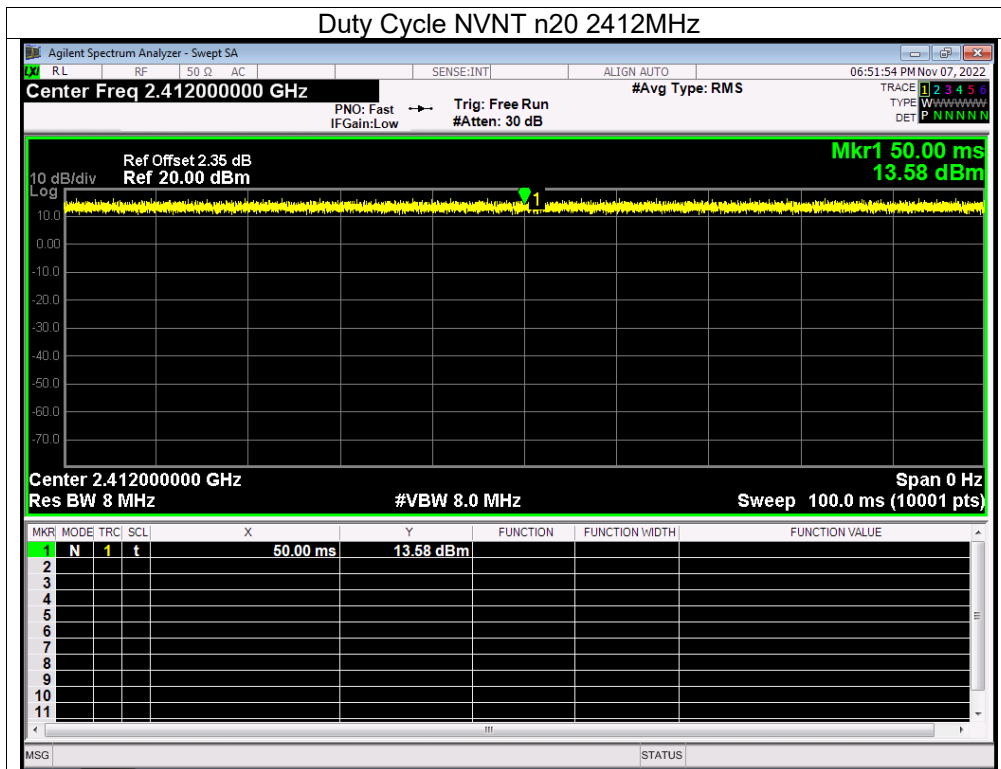 Duty Cycle NVNT n20 2412MHz
Agilent Spectrum Analyzer - Swept SA
LXI RL RF 50 Ω AC SENSE:INT ALIGN AUTO 06:51:54 PM Nov 07, 2022
Center Freq 2.412000000 GHz #Avg Type: RMS TRACE 1 2 3 4 5 6
PNO: Fast Trig: Free Run TYPE WWWWWW
IFGain:Low #Atten: 30 dB DET P N N N N N
Mkr1 50.00 ms
13.58 dBm
Ref Offset 2.35 dB
10 dB/div Ref 20.00 dBm
Log
1
10.0
0.00
-10.0
-20.0
-30.0
-40.0
-50.0
-60.0
-70.0
Center 2.412000000 GHz Span 0 Hz
Res BW 8 MHz #VBW 8.0 MHz Sweep 100.0 ms (10001 pts)
MKR MODE TRC SCL X Y FUNCTION FUNCTION WIDTH FUNCTION VALUE
1 N 1 t 50.00 ms 13.58 dBm
2
3
4
5
6
7
8
9
10
11
MSG STATUS